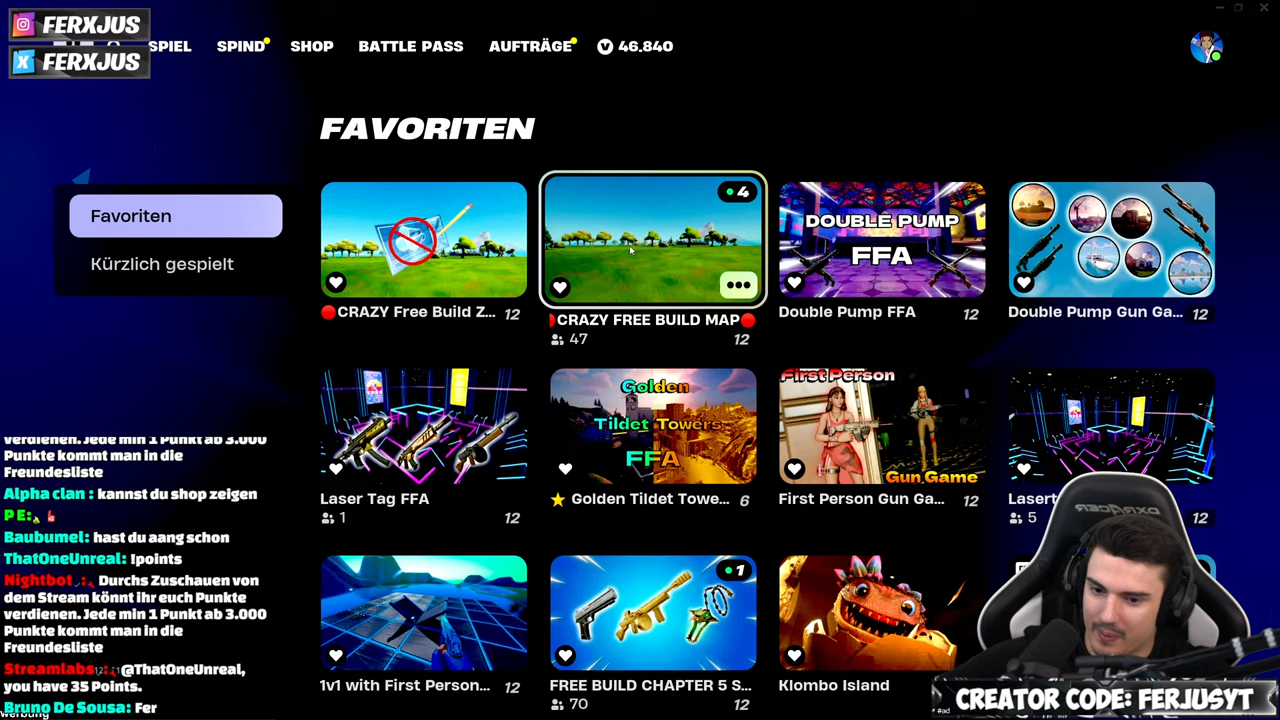 FERXJUS
FERXJUS
SPIEL SPIND SHOP BATTLE PASS AUFTRÄGE 46.840
FAVORITEN
Favoriten
Kürzlich gespielt
CRAZY Free Build Z... 12
4
CRAZY FREE BUILD MAP
47 12
DOUBLE PUMP
FFA
Double Pump FFA 12
Double Pump Gun Ga... 12
Laser Tag FFA
1 12
Golden
Tildet Towers
FFA
Golden Tildet Towe... 6
First Person
Gun Game
First Person Gun Ga... 12
Lasert
5 12
1v1 with First Person... 12
1
FREE BUILD CHAPTER 5 S...
70 12
Klombo Island
verdienen. Jede min 1 Punkt ab 3.000
Punkte kommt man in die
Freundesliste
Alpha clan : kannst du shop zeigen
P E:
Baubumel: hast du aang schon
ThatOneUnreal: !points
Nightbot : Durchs Zuschauen von
dem Stream könnt ihr euch Punkte
verdienen. Jede min 1 Punkt ab 3.000
Punkte kommt man in die
Freundesliste
Streamlabs : @ThatOneUnreal,
you have 35 Points.
Bruno De Sousa: Fer
werbung
DXRACER
#ad
CREATOR CODE: FERJUSYT